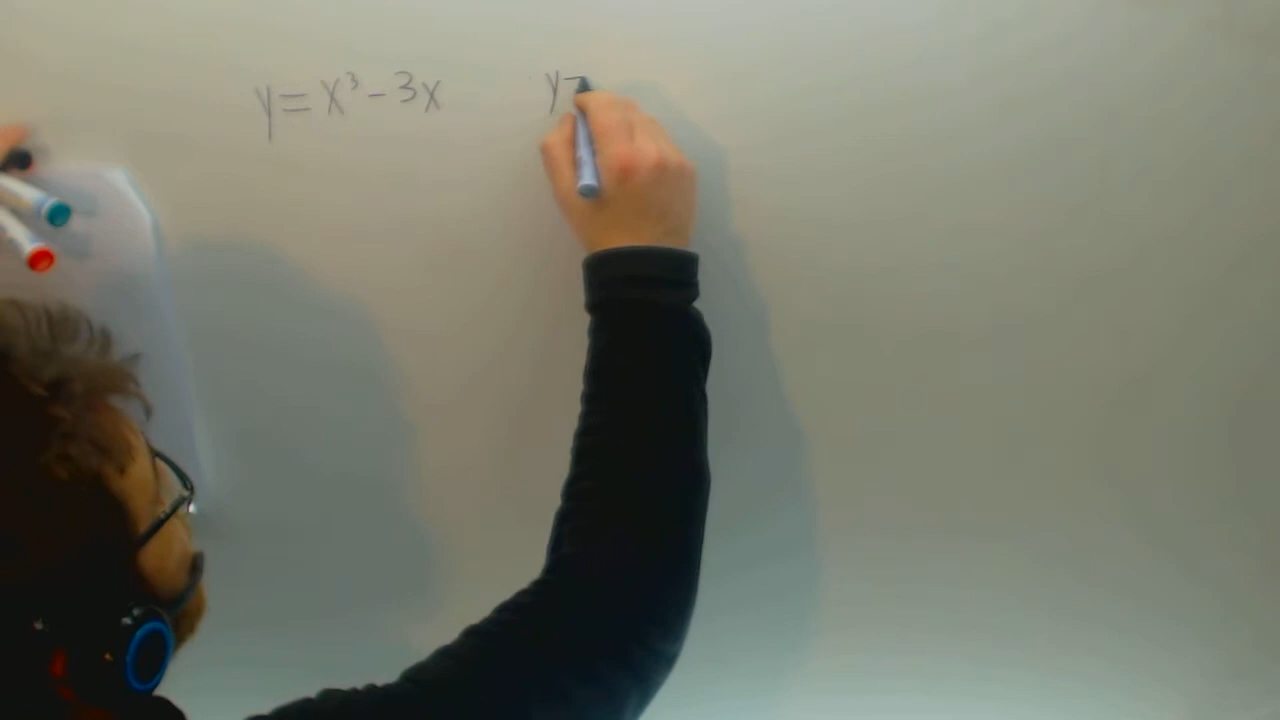 y = x³ - 3x y